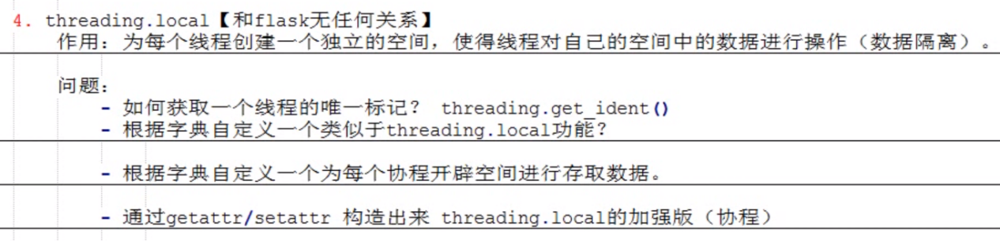 4. threading.local【和flask无任何关系】
作用：为每个线程创建一个独立的空间，使得线程对自己的空间中的数据进行操作（数据隔离）。
问题：
- 如何获取一个线程的唯一标记？ threading.get_ident()
- 根据字典自定义一个类似于threading.local功能？
- 根据字典自定义一个为每个协程开辟空间进行存取数据。
- 通过getattr/setattr 构造出来 threading.local的加强版（协程）